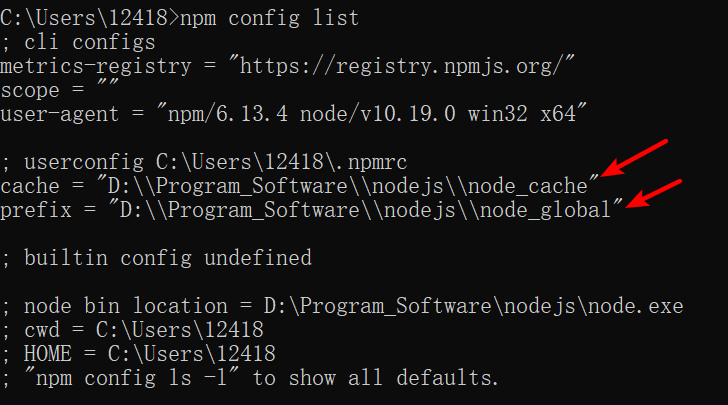 C:\Users\12418>npm config list
; cli configs
metrics-registry = "https://registry.npmjs.org/"
scope = ""
user-agent = "npm/6.13.4 node/v10.19.0 win32 x64"

; userconfig C:\Users\12418\.npmrc
cache = "D:\\Program_Software\\nodejs\\node_cache"
prefix = "D:\\Program_Software\\nodejs\\node_global"

; builtin config undefined

; node bin location = D:\Program_Software\nodejs\node.exe
; cwd = C:\Users\12418
; HOME = C:\Users\12418
; "npm config ls -l" to show all defaults.